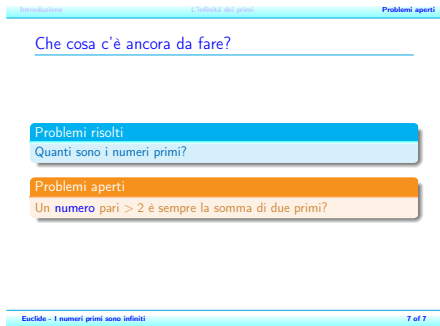 Introduzione L'infinità dei primi Problemi aperti
Che cosa c'è ancora da fare?
Problemi risolti
Quanti sono i numeri primi?
Problemi aperti
Un numero pari > 2 è sempre la somma di due primi?
Euclide - I numeri primi sono infiniti 7 of 7